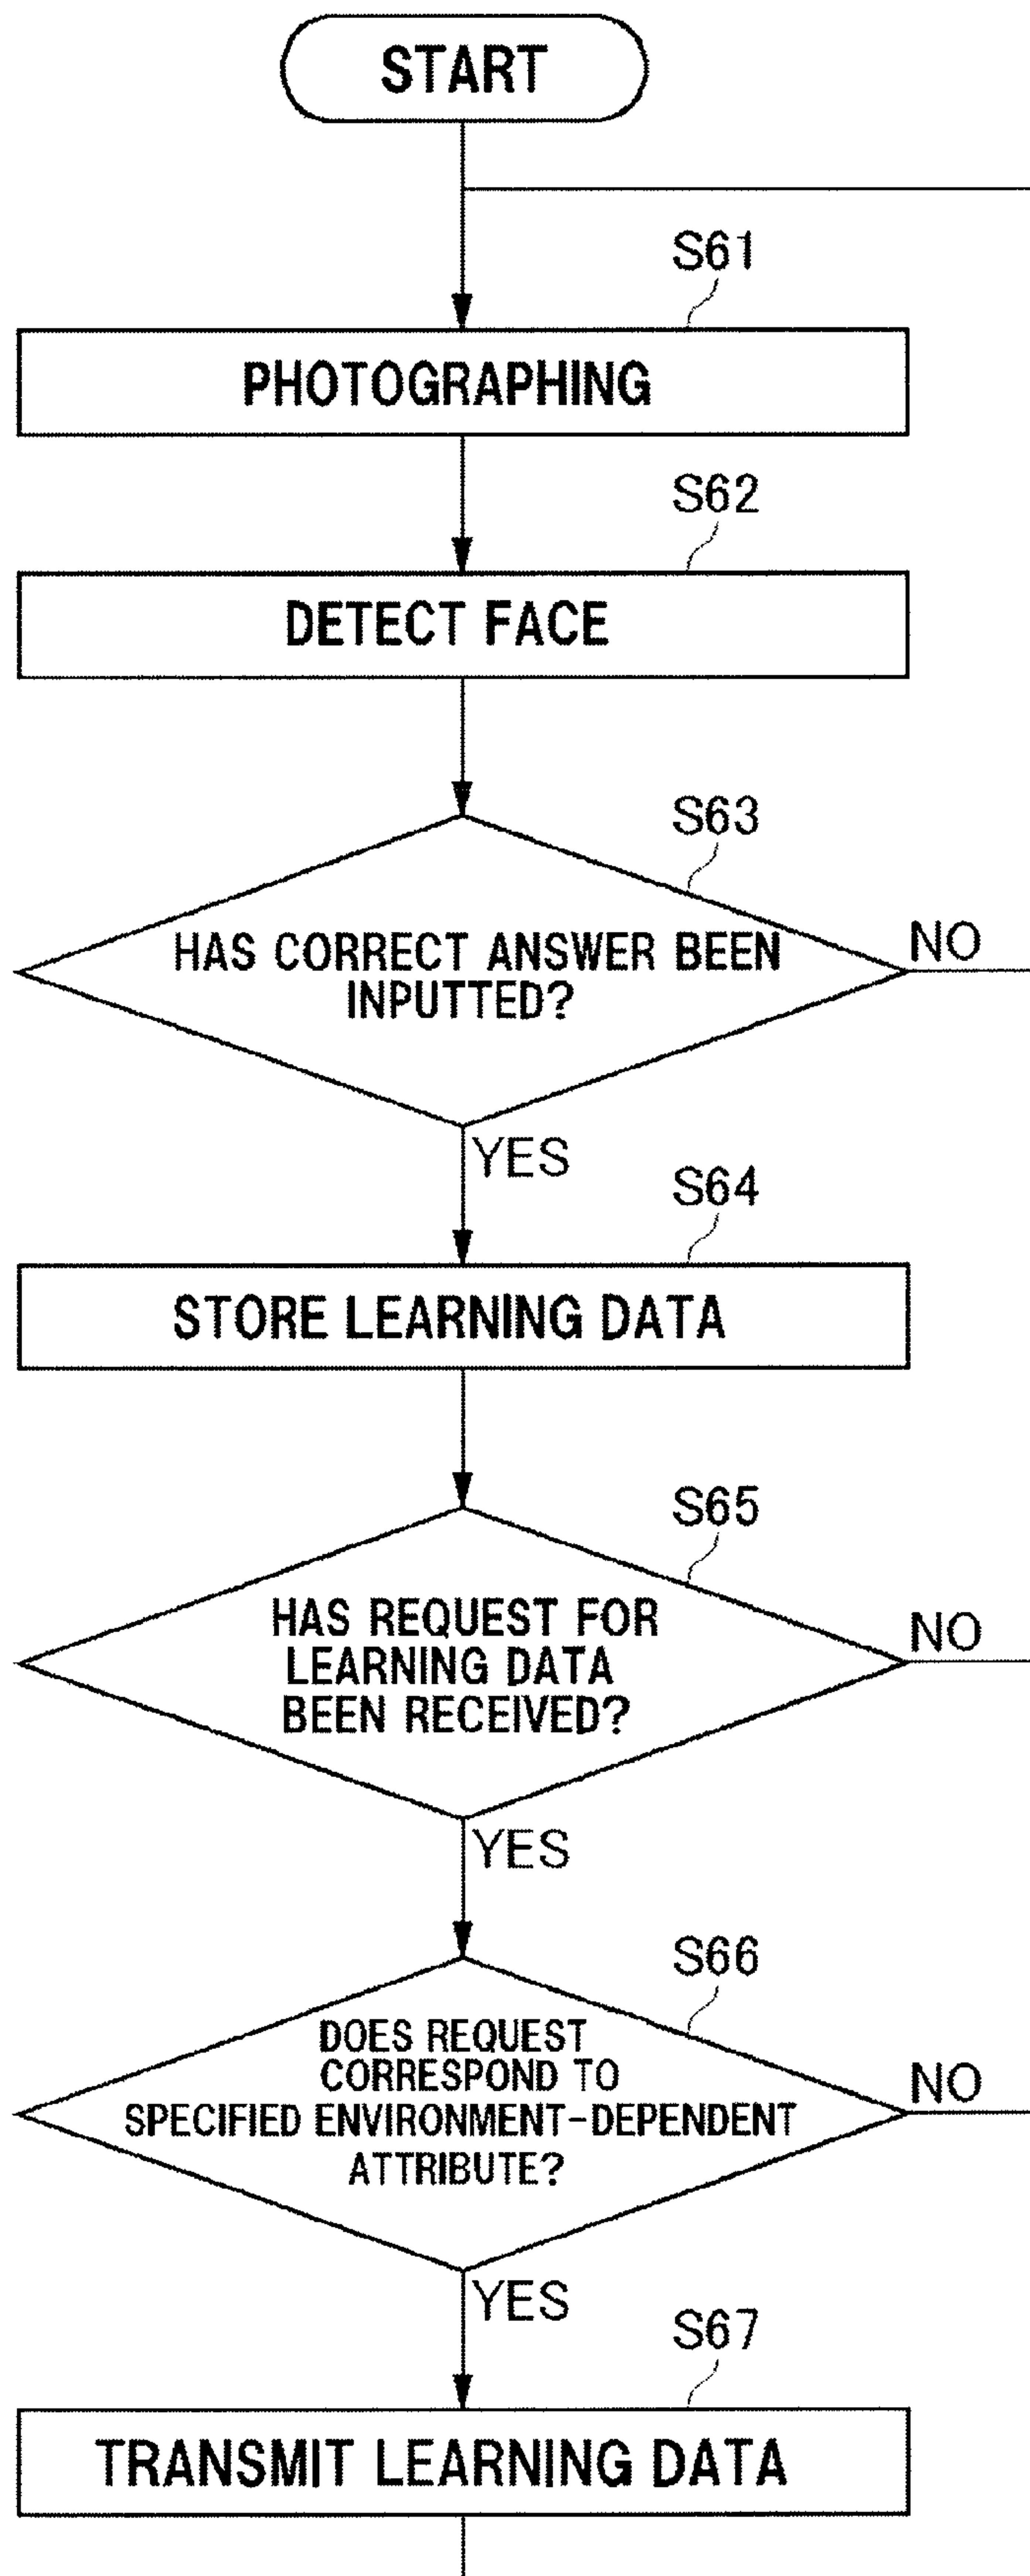 START
S61
PHOTOGRAPHING
S62
DETECT FACE
S63
HAS CORRECT ANSWER BEEN
INPUTTED?
NO
YES
S64
STORE LEARNING DATA
S65
HAS REQUEST FOR
LEARNING DATA
BEEN RECEIVED?
NO
YES
S66
DOES REQUEST
CORRESPOND TO
SPECIFIED ENVIRONMENT-DEPENDENT
ATTRIBUTE?
NO
YES
S67
TRANSMIT LEARNING DATA